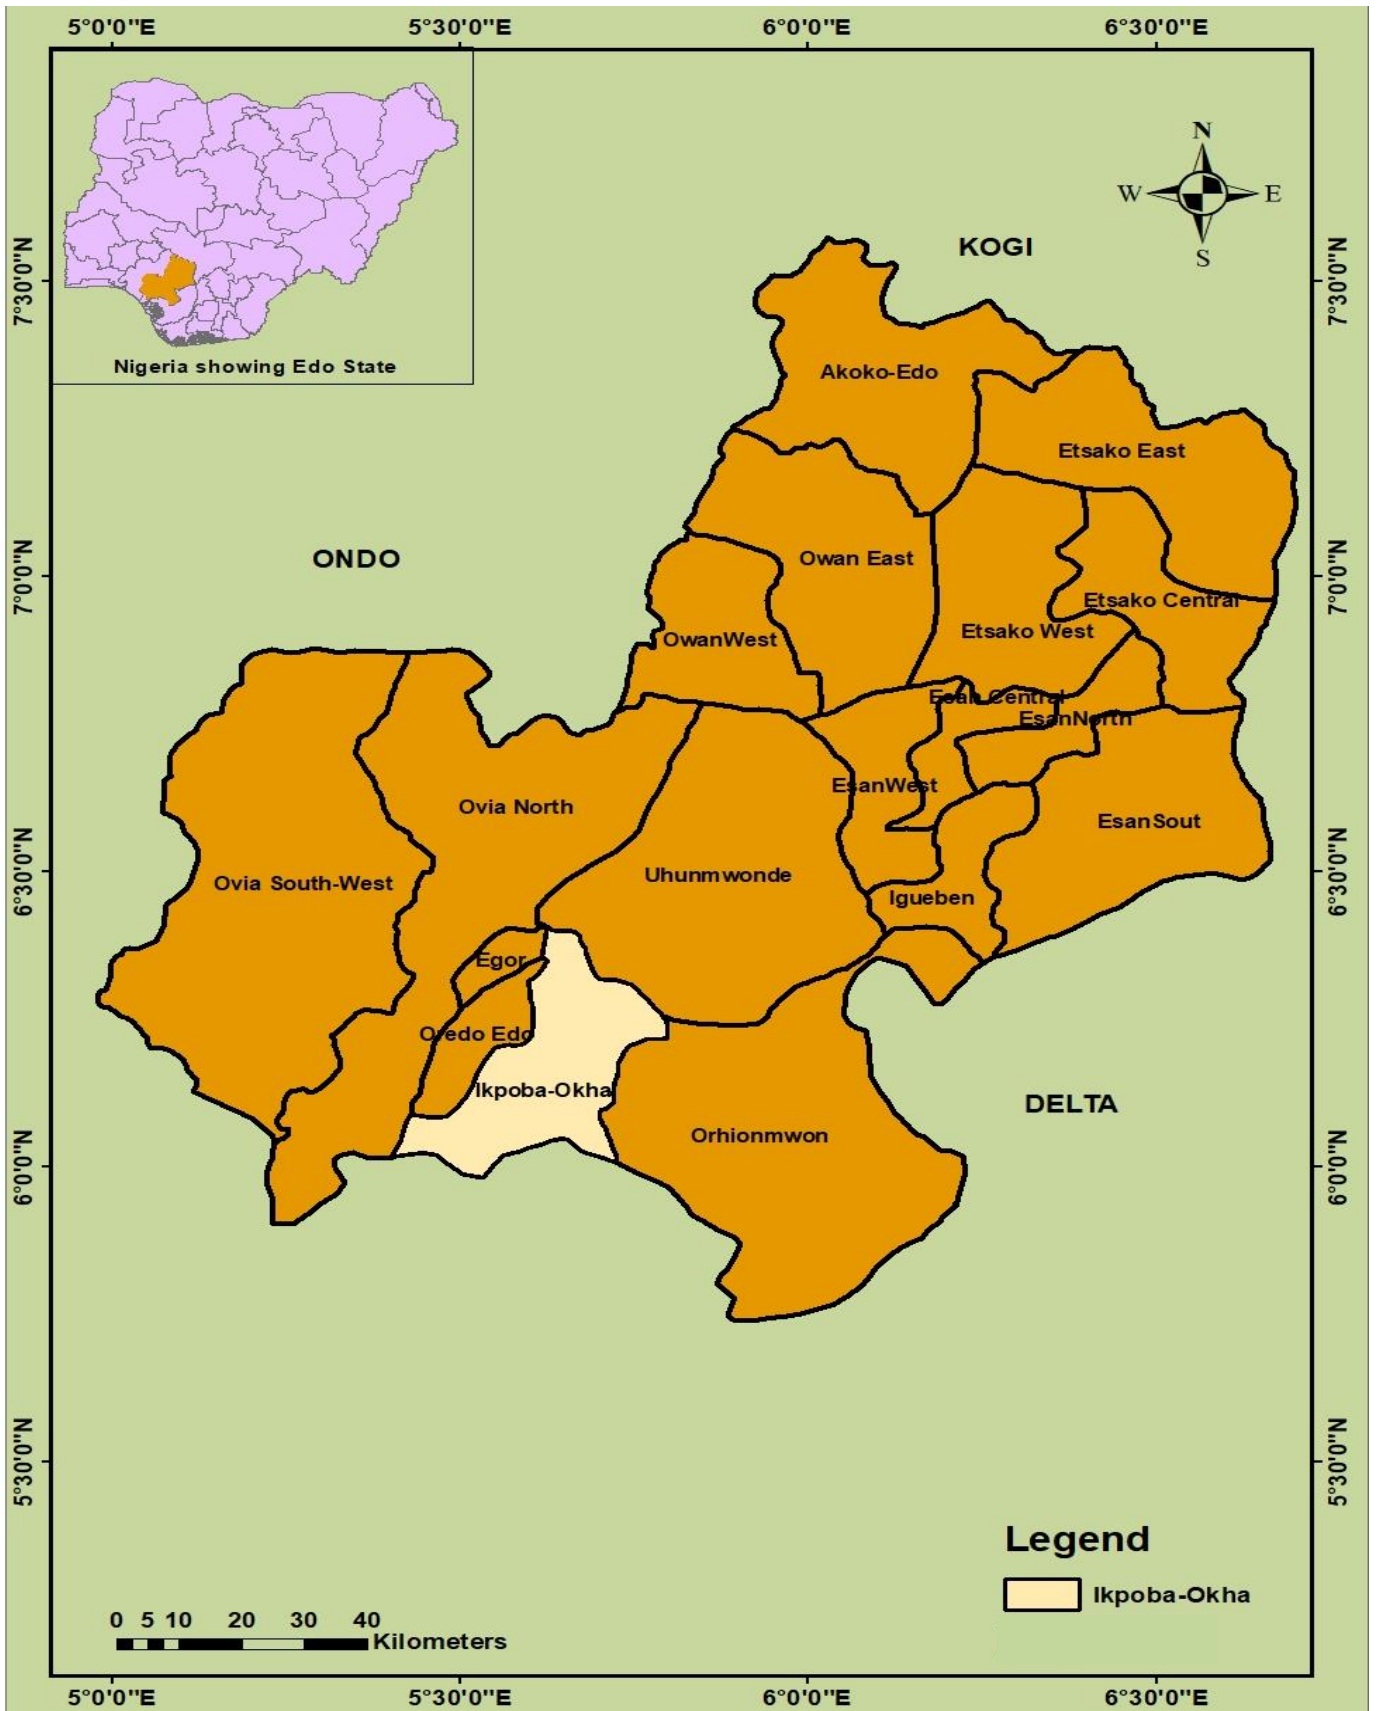 5°0'0"E 5°30'0"E 6°0'0"E 6°30'0"E
N
W E
S
KOGI
7°30'0"N 7°30'0"N
Nigeria showing Edo State
Akoko-Edo
Etsako East
ONDO
Owan East
7°0'0"N 7°0'0"N
Etsako Central
Etsako West
OwanWest
Esan Central
EsanNorth
EsanWest
Ovia North
EsanSout
Uhunmwonde
Ovia South-West
6°30'0"N 6°30'0"N
Igueben
Egor
Oredo Edo
Ikpoba-Okha
DELTA
Orhionmwon
6°0'0"N 6°0'0"N
5°30'0"N 5°30'0"N
Legend
Ikpoba-Okha
0 5 10 20 30 40
Kilometers
5°0'0"E 5°30'0"E 6°0'0"E 6°30'0"E